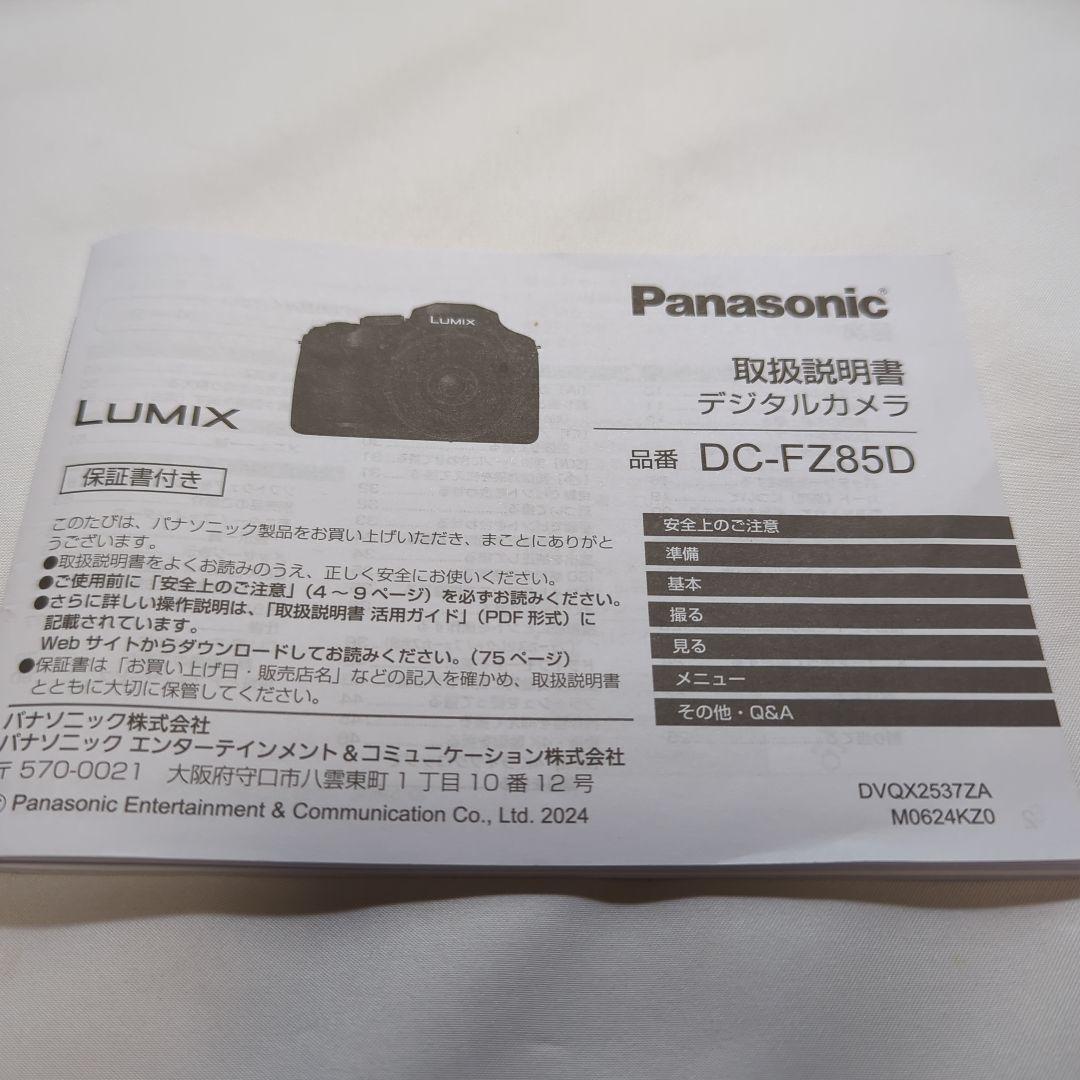 Panasonic®
LUMIX
取扱説明書
デジタルカメラ
LUMIX
品番 DC-FZ85D
保証書付き
このたびは、パナソニック製品をお買い上げいただき、まことにありがと
うございます。
●取扱説明書をよくお読みのうえ、正しく安全にお使いください。
●ご使用前に「安全上のご注意」(4～9ページ)を必ずお読みください。
●さらに詳しい操作説明は、「取扱説明書 活用ガイド」(PDF形式)に
記載されています。
Webサイトからダウンロードしてお読みください。(75ページ)
●保証書は「お買い上げ日・販売店名」などの記入を確かめ、取扱説明書
とともに大切に保管してください。
安全上のご注意
準備
基本
撮る
見る
メニュー
その他・Q&A
パナソニック株式会社
パナソニック エンターテインメント&コミュニケーション株式会社
〒570-0021 大阪府守口市八雲東町1丁目10番12号
© Panasonic Entertainment & Communication Co., Ltd. 2024
DVQX2537ZA
M0624KZ0